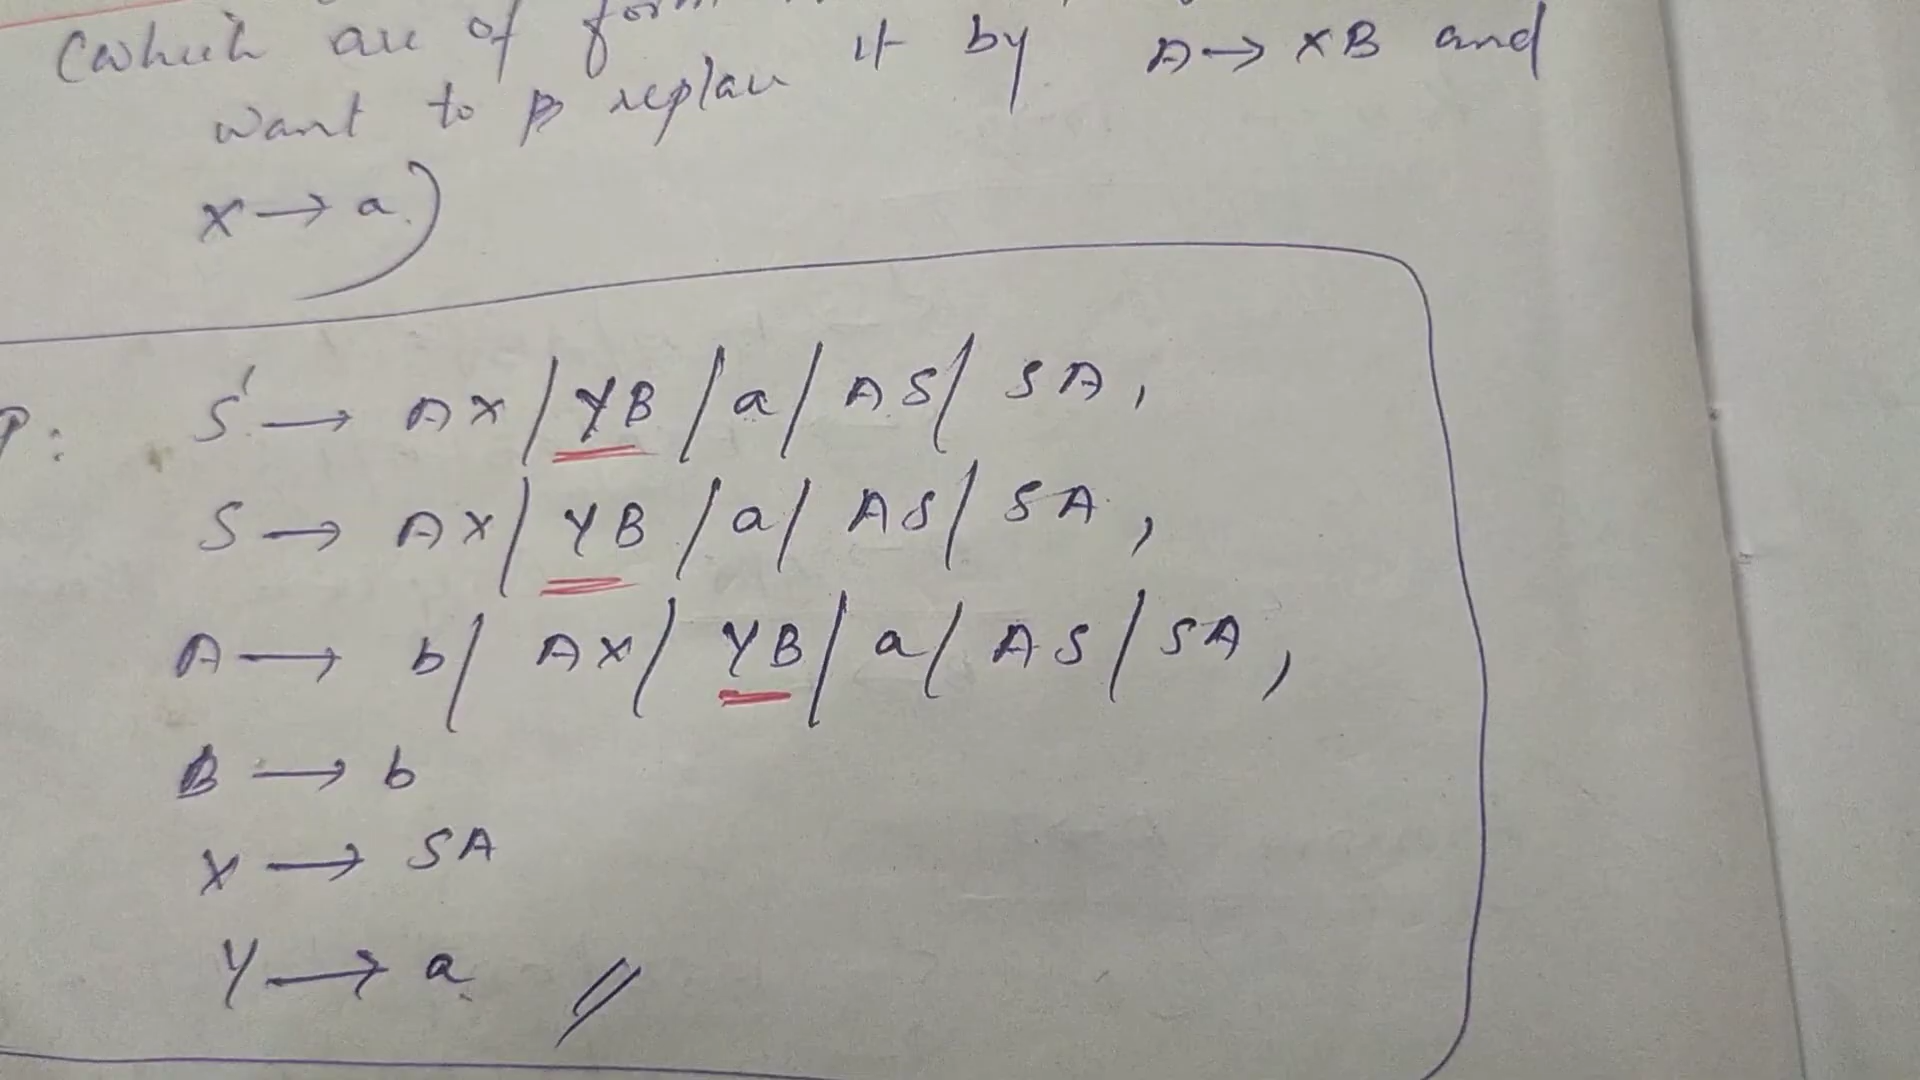 (which are of form
want to replace it by A → XB and
X → a.)
P: S' → AX / YB / a / AS / SA,
S → AX / YB / a / AS / SA,
A → b / AX / YB / a / AS / SA,
B → b
X → SA
Y → a //